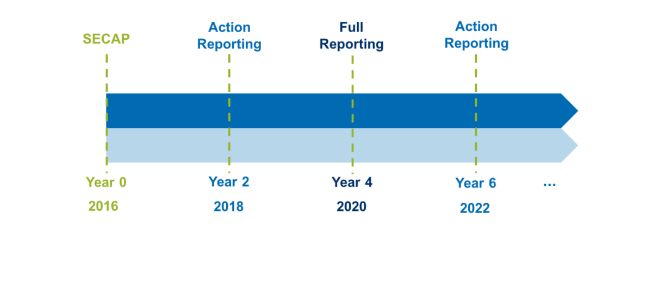 SECAP
Action
Reporting
Full
Reporting
Action
Reporting
Year 0
Year 2
Year 4
Year 6
...
2016
2018
2020
2022